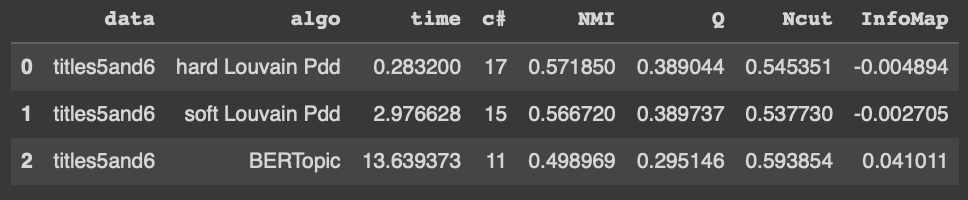 data algo time c# NMI Q Ncut InfoMap
0 titles5and6 hard Louvain Pdd 0.283200 17 0.571850 0.389044 0.545351 -0.004894
1 titles5and6 soft Louvain Pdd 2.976628 15 0.566720 0.389737 0.537730 -0.002705
2 titles5and6 BERTopic 13.639373 11 0.498969 0.295146 0.593854 0.041011